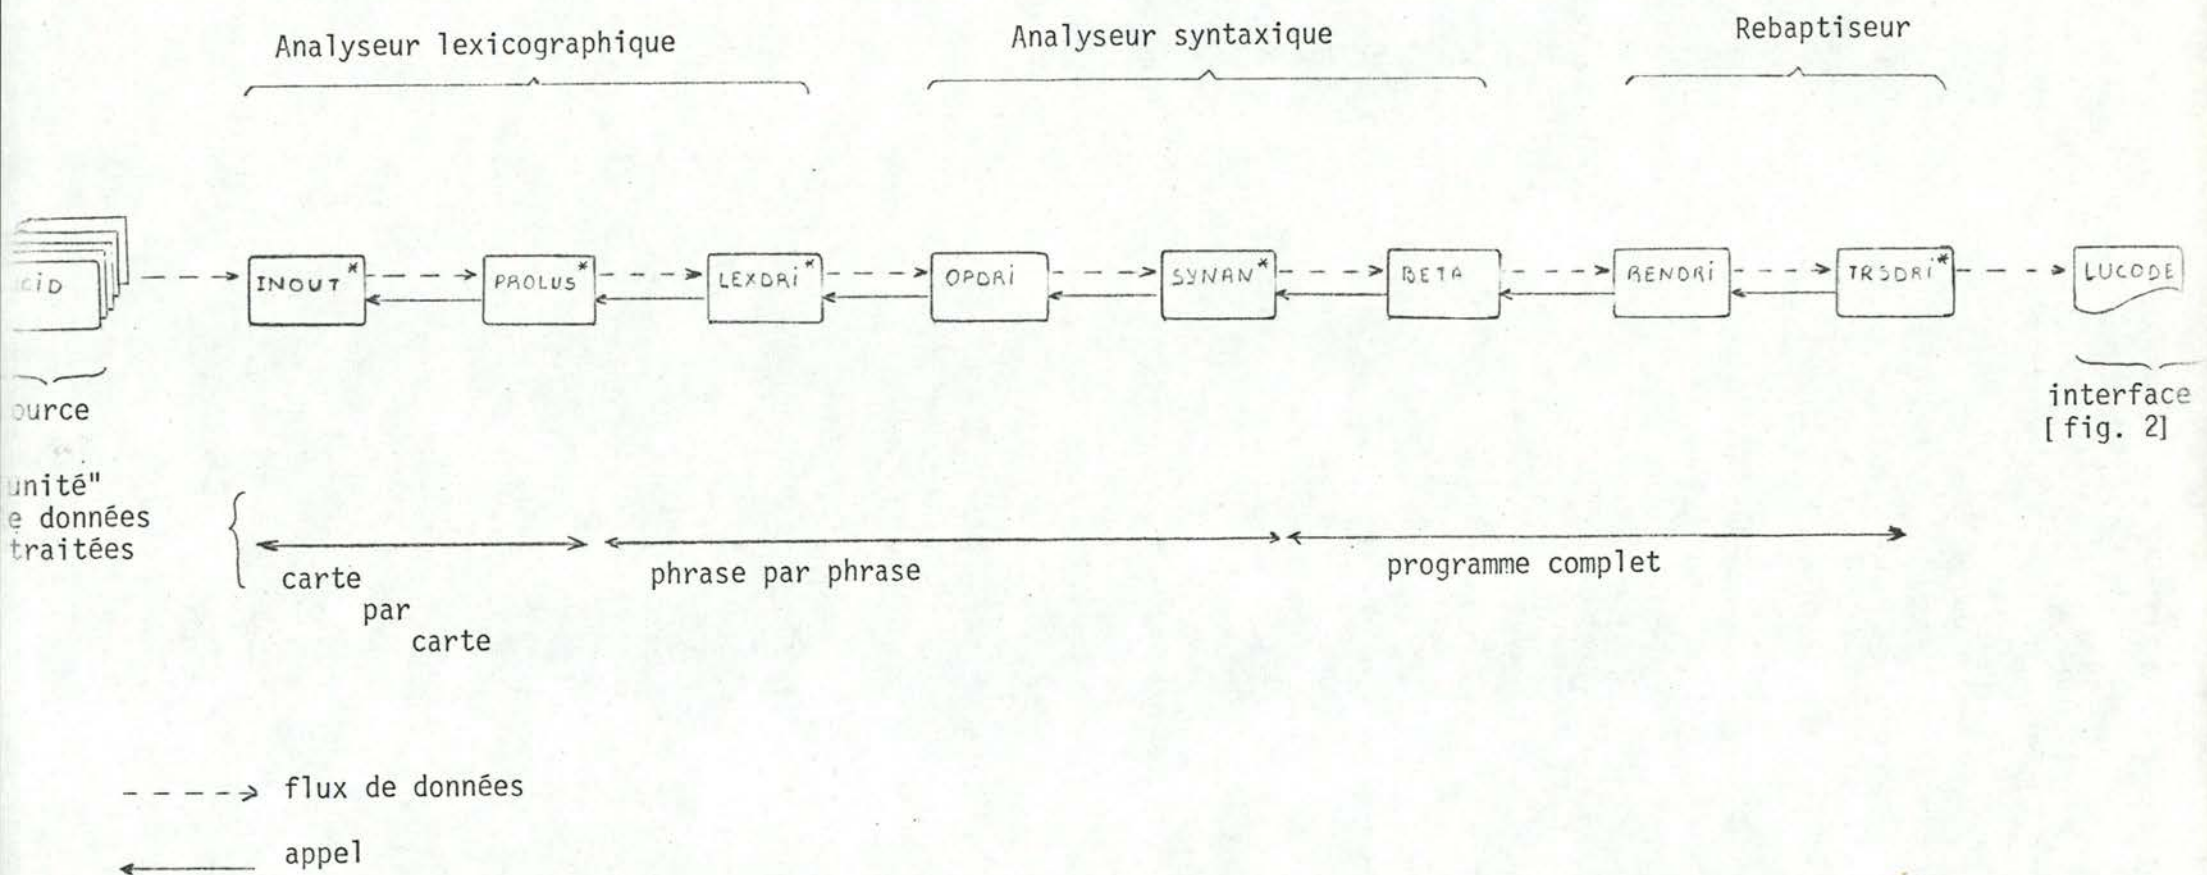 Analyseur lexicographique
Analyseur syntaxique
Rebaptiseur
CiD
INOUT*
PROLUS*
LEXDRi*
OPDRi
SYNAN*
BETA
RENDRi
TRSDRi*
LUCODE
ource
interface
[fig. 2]
unité"
e données
traitées
carte
par
carte
phrase par phrase
programme complet
flux de données
appel